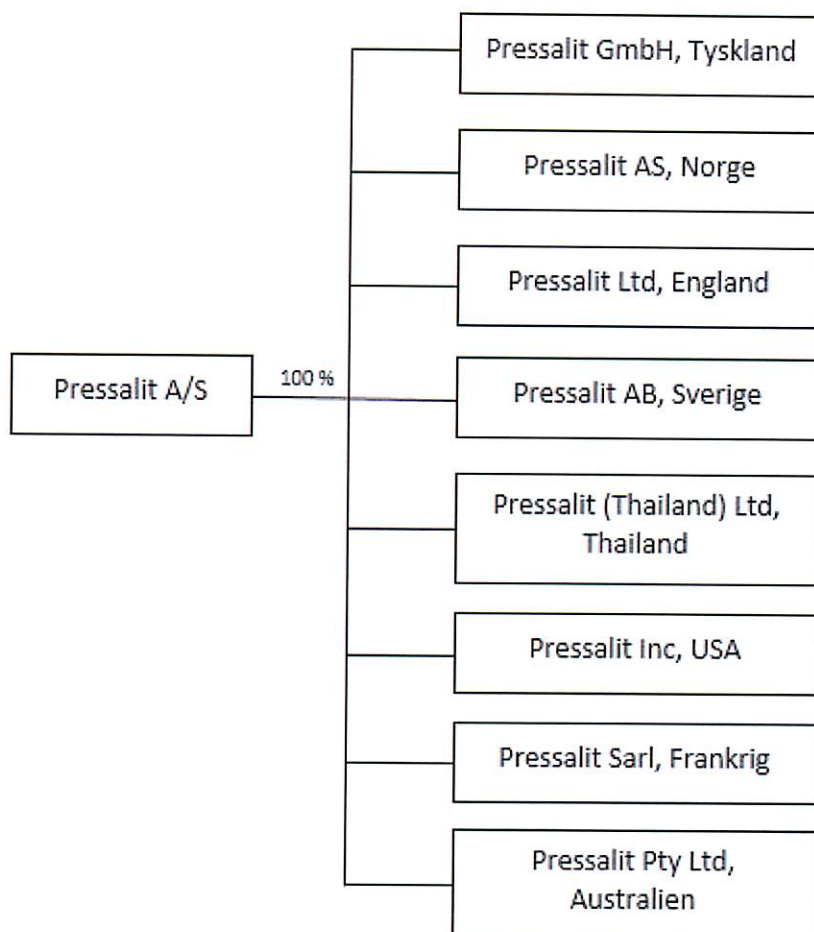 Pressalit GmbH, Tyskland
Pressalit AS, Norge
Pressalit Ltd, England
Pressalit A/S
100 %
Pressalit AB, Sverige
Pressalit (Thailand) Ltd,
Thailand
Pressalit Inc, USA
Pressalit Sarl, Frankrig
Pressalit Pty Ltd,
Australien